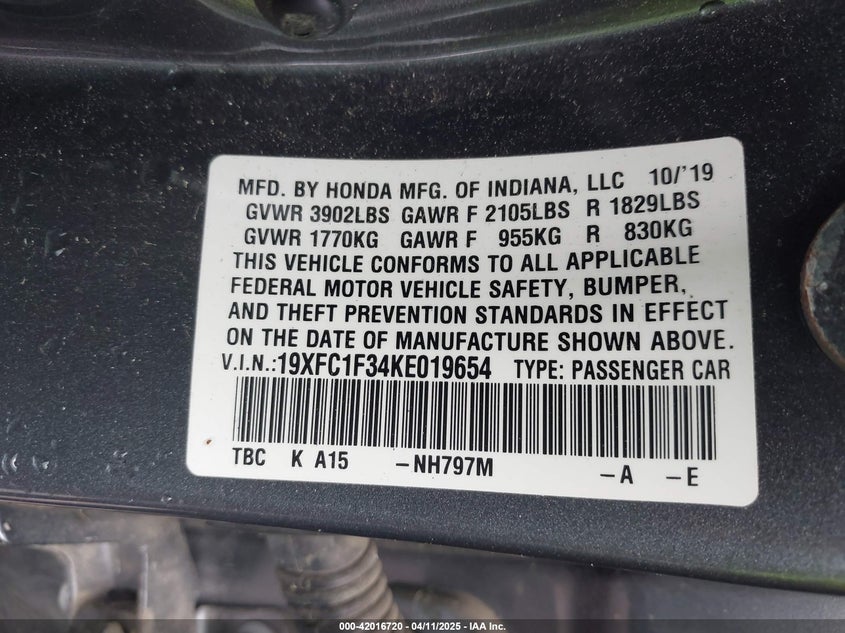 MFD. BY HONDA MFG. OF INDIANA, LLC 10/'19
GVWR 3902LBS GAWR F 2105LBS R 1829LBS
GVWR 1770KG GAWR F 955KG R 830KG
THIS VEHICLE CONFORMS TO ALL APPLICABLE
FEDERAL MOTOR VEHICLE SAFETY, BUMPER,
AND THEFT PREVENTION STANDARDS IN EFFECT
ON THE DATE OF MANUFACTURE SHOWN ABOVE.
V.I.N.:19XFC1F34KE019654 TYPE: PASSENGER CAR
TBC K A15 –NH797M –A –E
000-42016720 04/11/2025 IAA Inc.